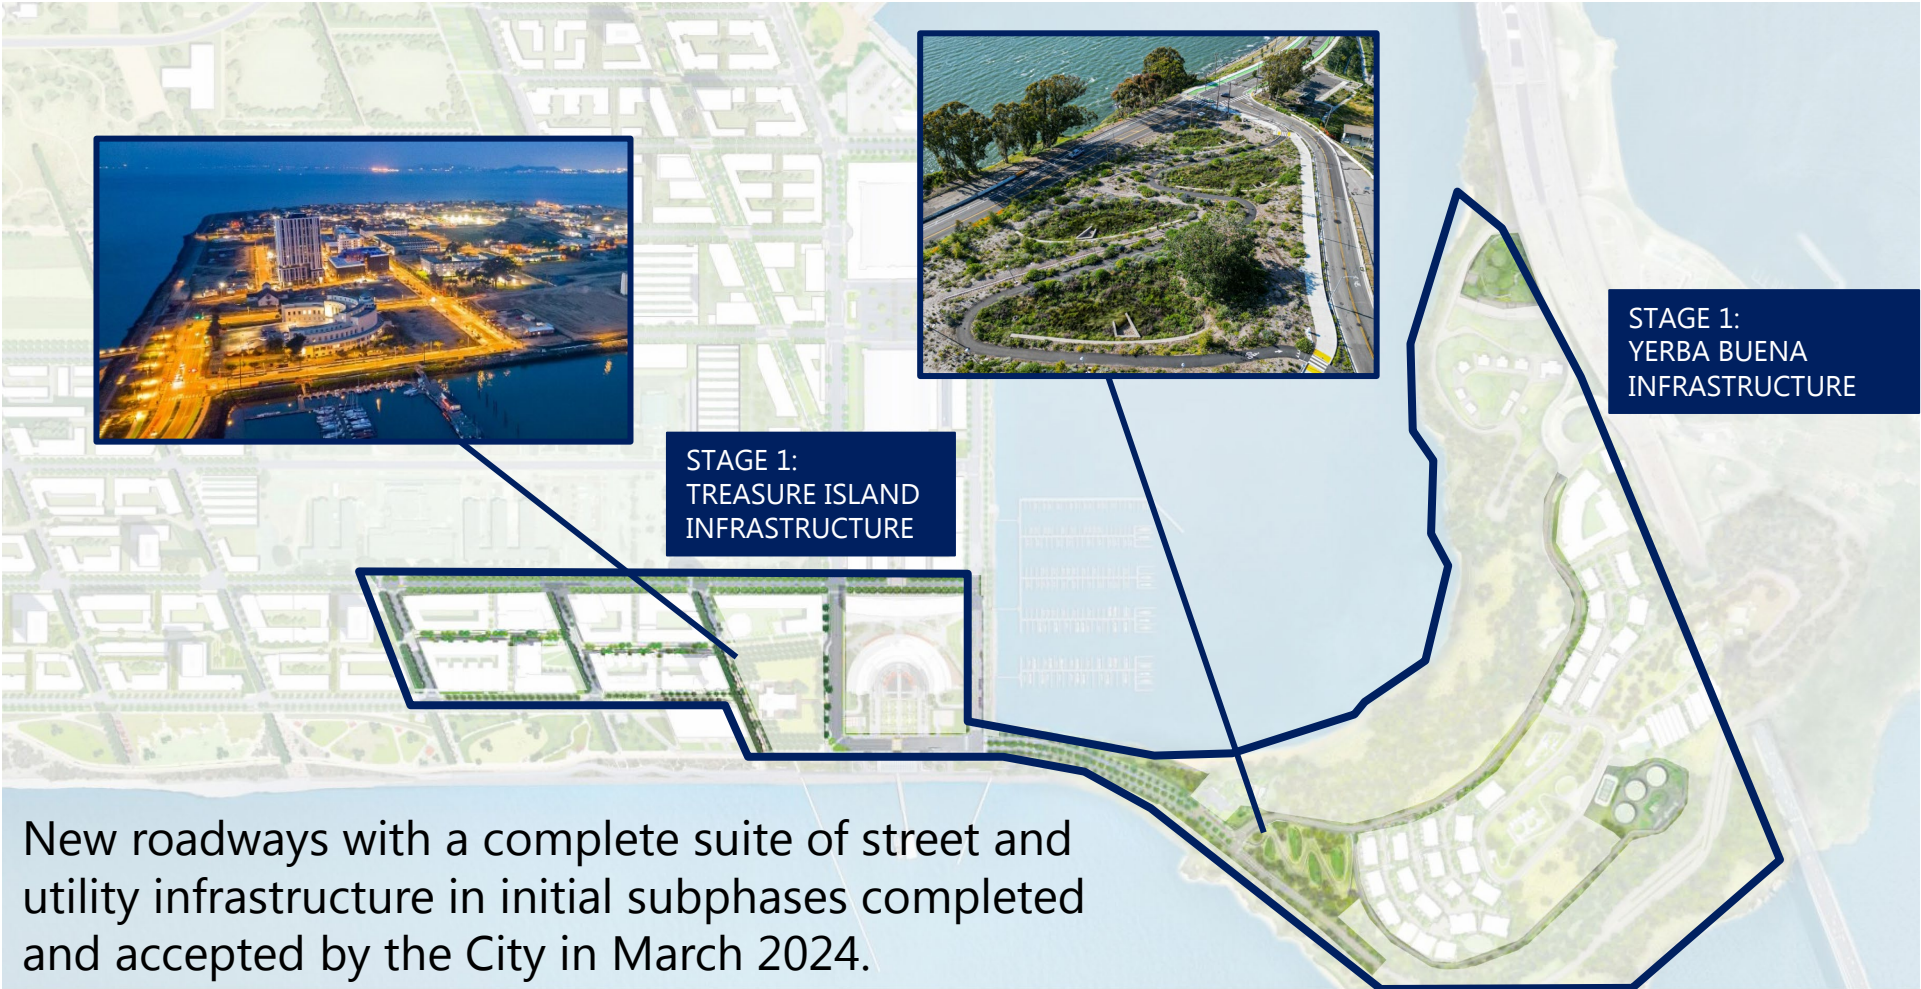 STAGE 1:
YERBA BUENA
INFRASTRUCTURE
STAGE 1:
TREASURE ISLAND
INFRASTRUCTURE
New roadways with a complete suite of street and
utility infrastructure in initial subphases completed
and accepted by the City in March 2024.